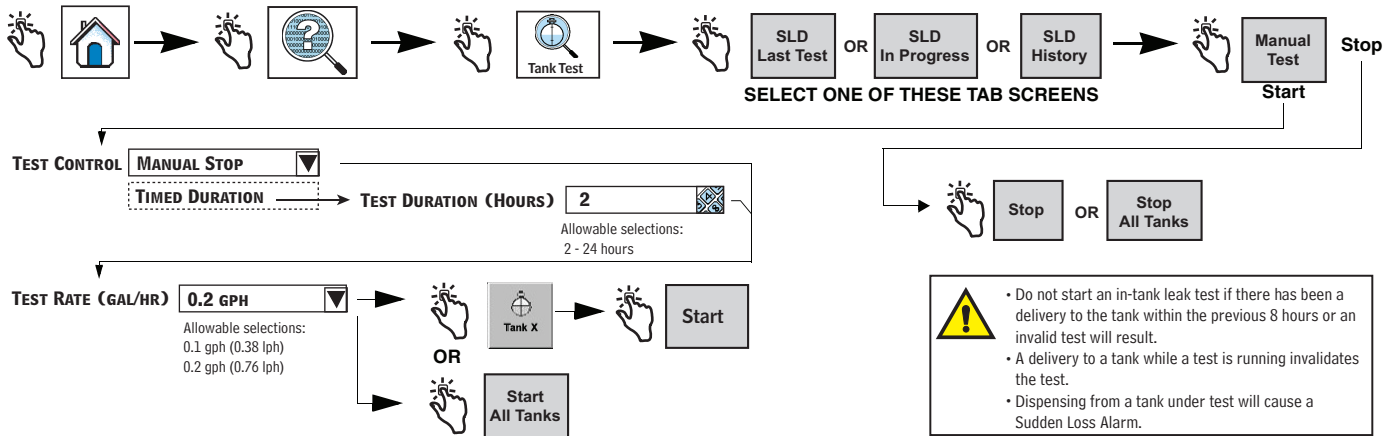 Tank Test
SLD
Last Test
OR
SLD
In Progress
OR
SLD
History
SELECT ONE OF THESE TAB SCREENS
Manual
Test
Start
Stop
TEST CONTROL
MANUAL STOP
TIMED DURATION
TEST DURATION (HOURS)
2
Allowable selections:
2 - 24 hours
Stop
OR
Stop
All Tanks
TEST RATE (GAL/HR)
0.2 GPH
Allowable selections:
0.1 gph (0.38 lph)
0.2 gph (0.76 lph)
Tank X
Start
OR
Start
All Tanks
• Do not start an in-tank leak test if there has been a
delivery to the tank within the previous 8 hours or an
invalid test will result.
• A delivery to a tank while a test is running invalidates
the test.
• Dispensing from a tank under test will cause a
Sudden Loss Alarm.